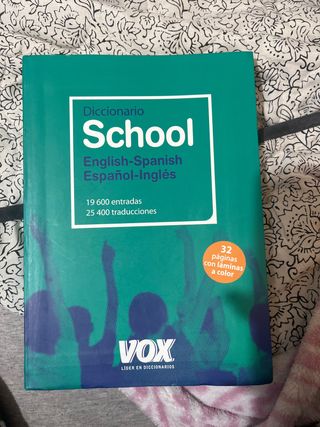 Diccionario
School
English-Spanish
Español-Inglés
19 600 entradas
25 400 traducciones
32
páginas
con láminas
a color
VOX
LÍDER EN DICCIONARIOS